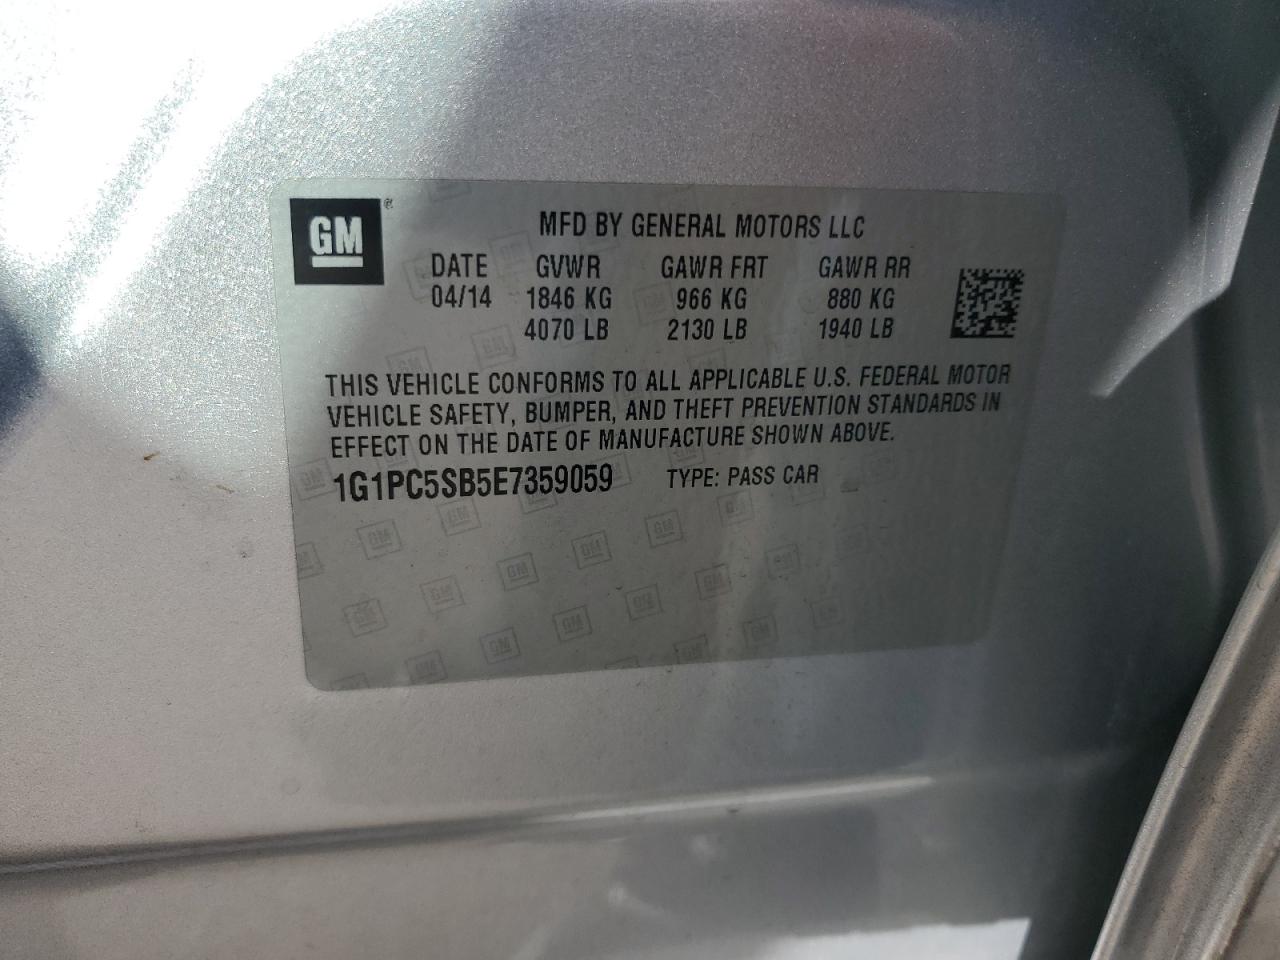 GM
MFD BY GENERAL MOTORS LLC
DATE GVWR GAWR FRT GAWR RR
04/14 1846 KG 966 KG 880 KG
4070 LB 2130 LB 1940 LB
THIS VEHICLE CONFORMS TO ALL APPLICABLE U.S. FEDERAL MOTOR
VEHICLE SAFETY, BUMPER, AND THEFT PREVENTION STANDARDS IN
EFFECT ON THE DATE OF MANUFACTURE SHOWN ABOVE.
1G1PC5SB5E7359059 TYPE: PASS CAR